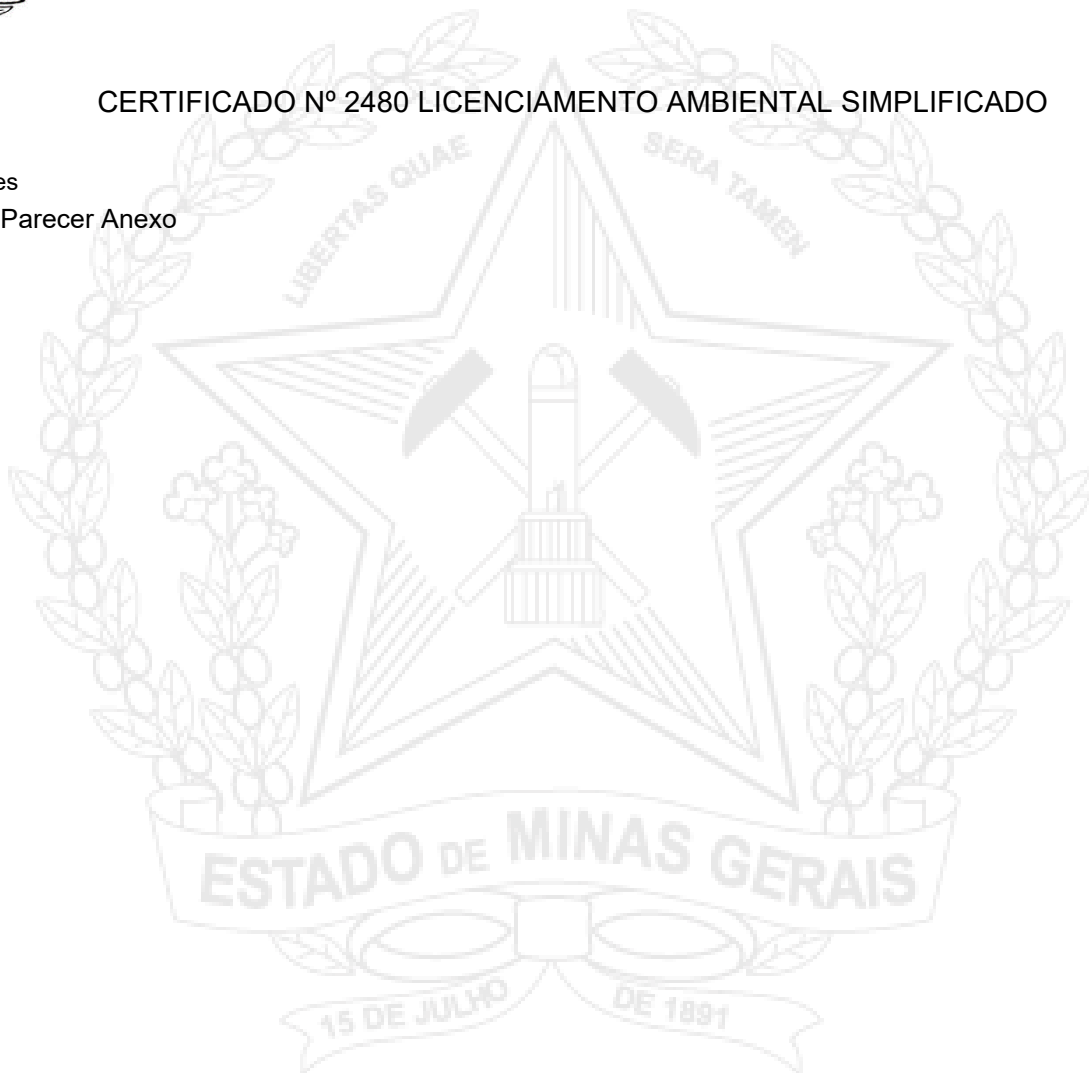 CERTIFICADO Nº 2480 LICENCIAMENTO AMBIENTAL SIMPLIFICADO
es
Parecer Anexo
LIBERTAS QUAE SERA TAMEN
ESTADO DE MINAS GERAIS
15 DE JULHO DE 1891